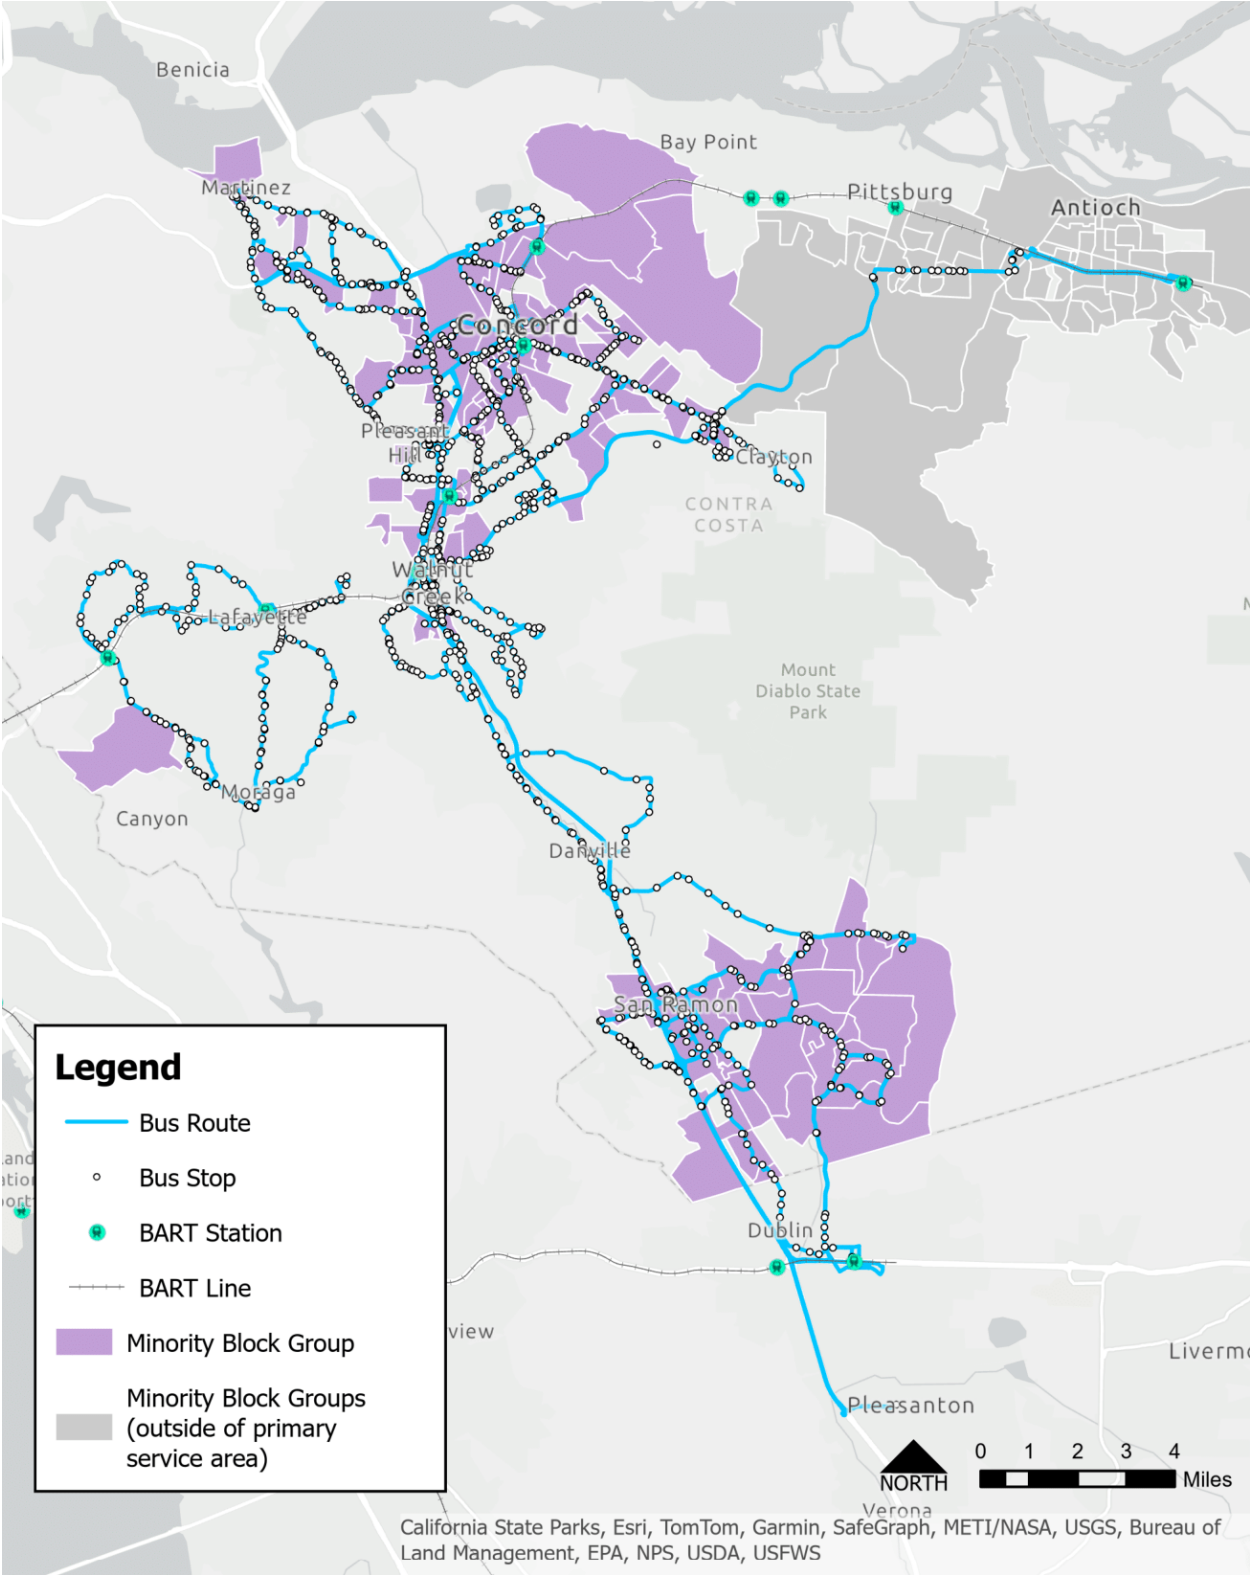 Benicia
Bay Point
Martinez
Pittsburg
Antioch
Concord
Pleasant
Hill
Clayton
CONTRA
COSTA
Walnut
Creek
Lafayette
Mount
Diablo State
Park
Moraga
Canyon
Danville
San Ramon
Dublin
view
Livermo
Pleasanton
Verona
Legend
Bus Route
Bus Stop
BART Station
BART Line
Minority Block Group
Minority Block Groups
(outside of primary
service area)
NORTH
0 1 2 3 4
Miles
California State Parks, Esri, TomTom, Garmin, SafeGraph, METI/NASA, USGS, Bureau of
Land Management, EPA, NPS, USDA, USFWS